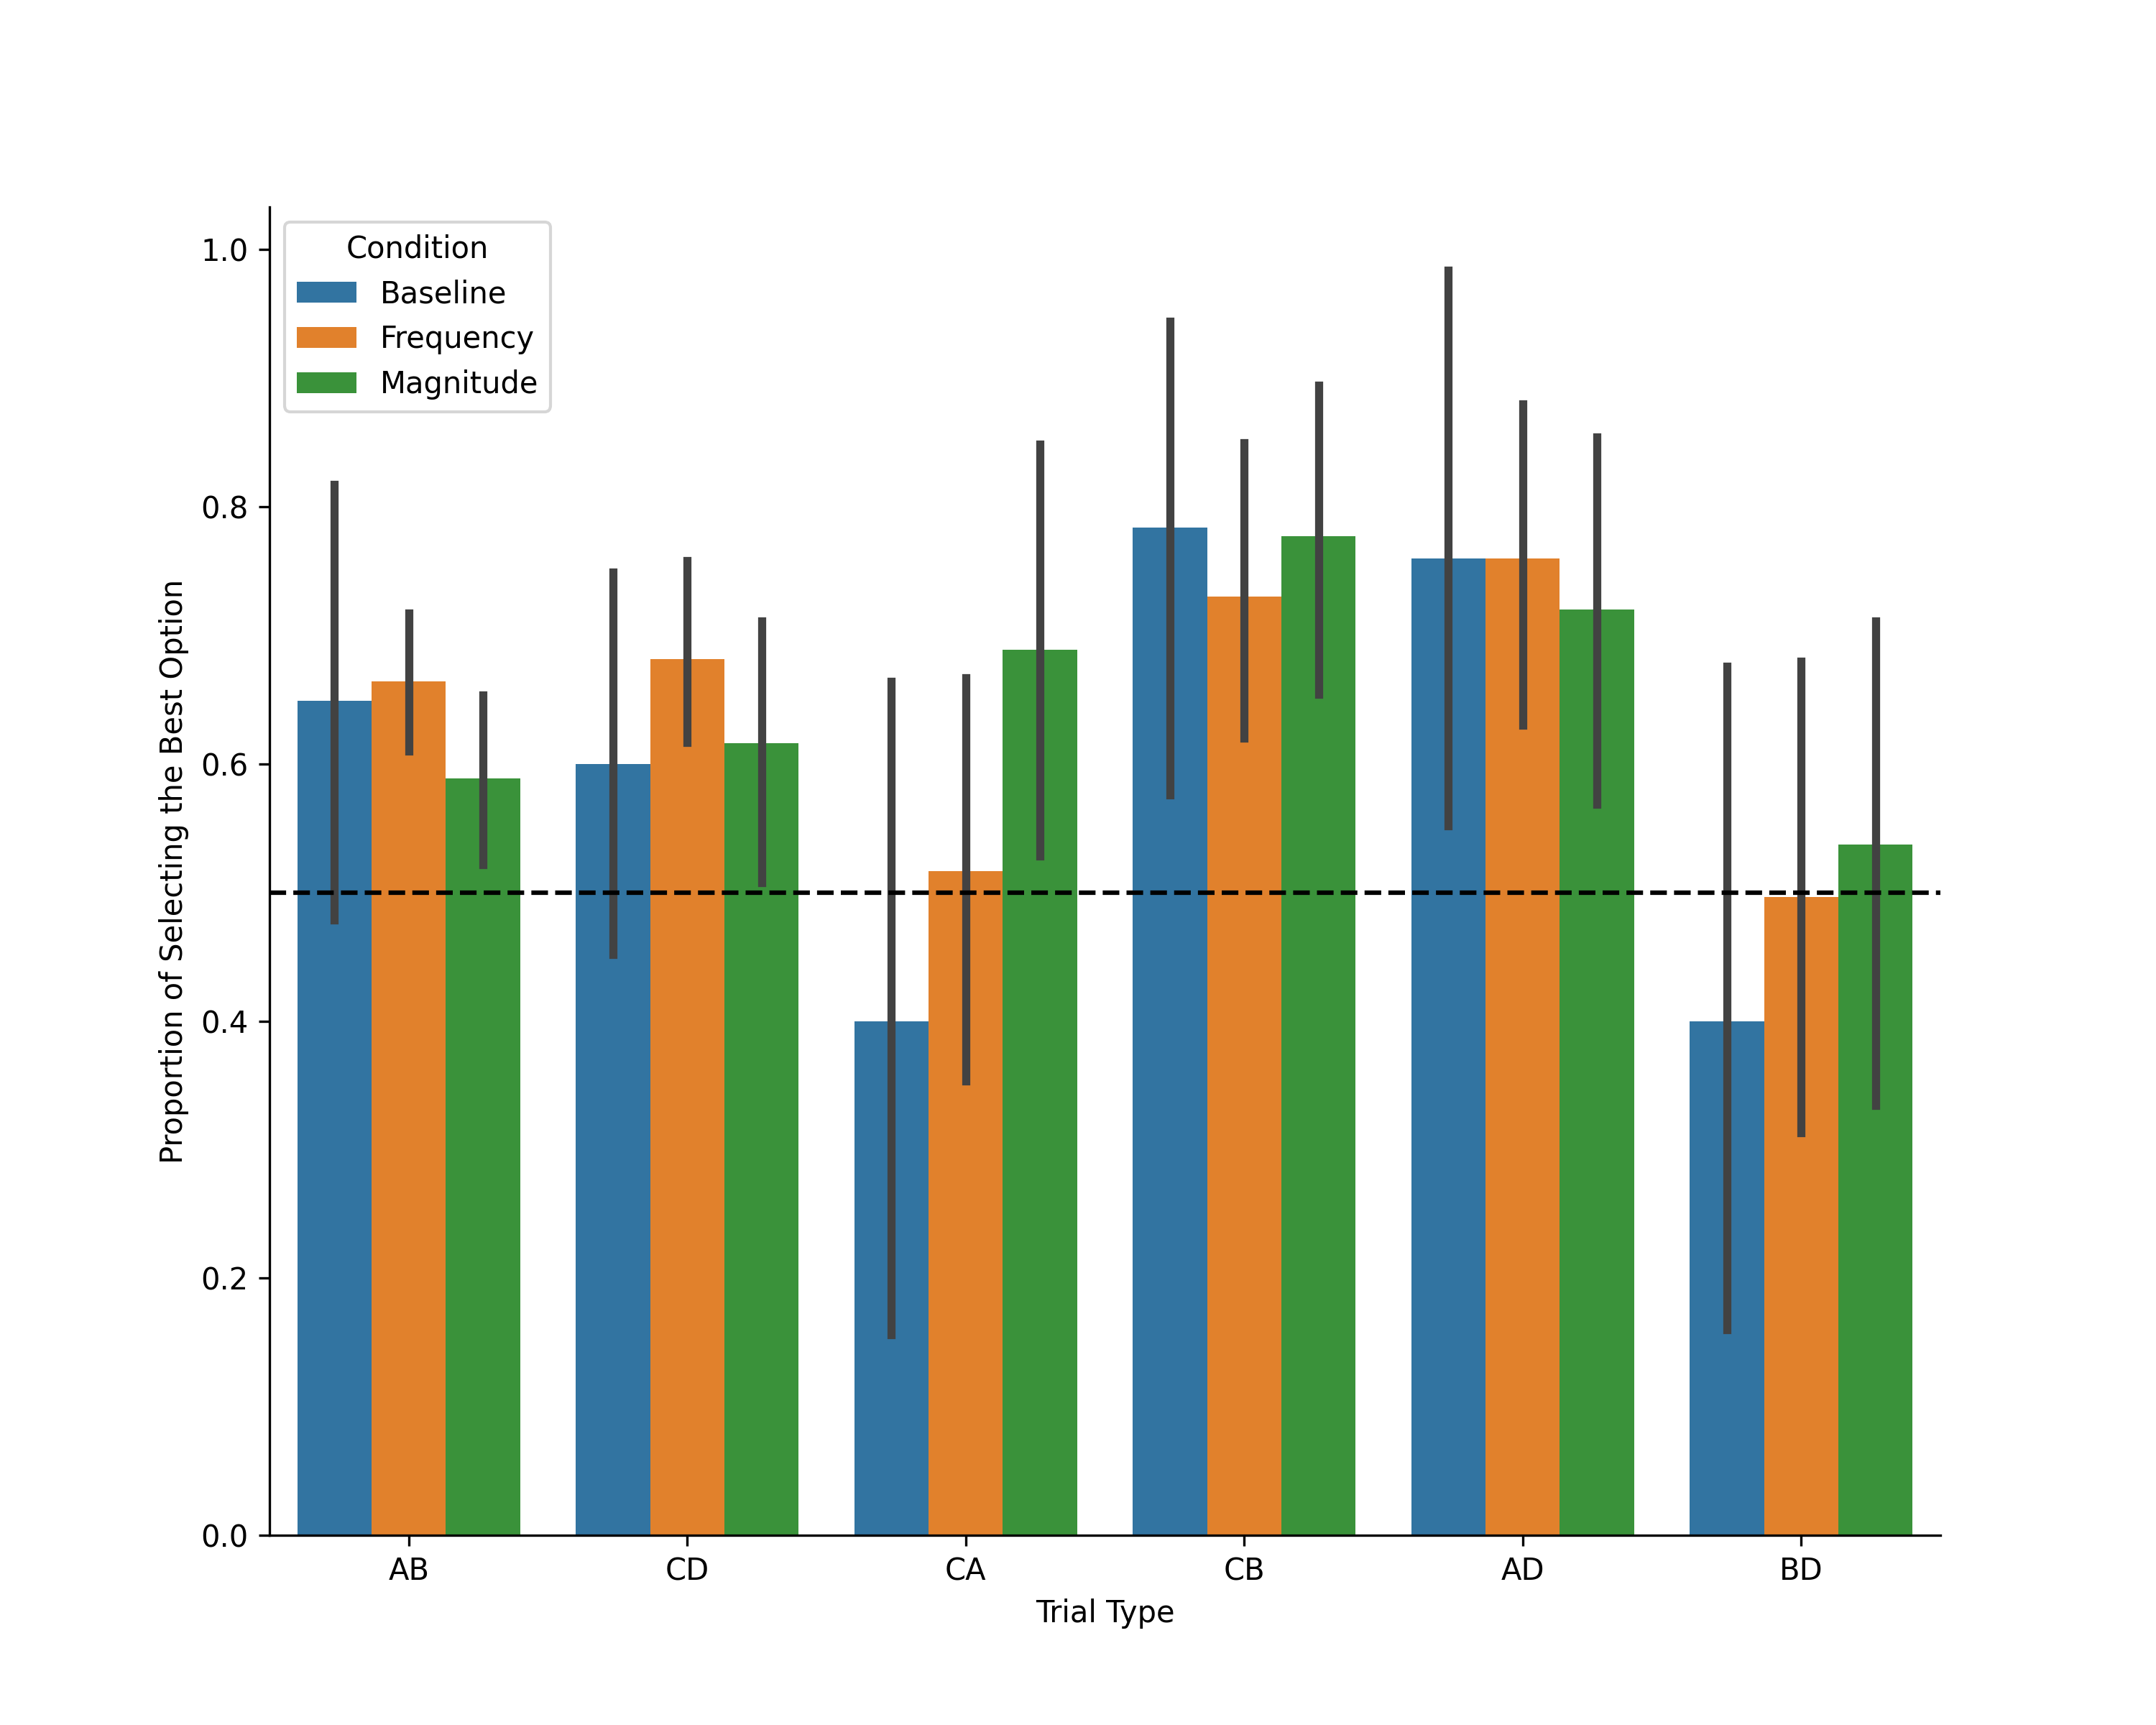 Condition
Baseline
Frequency
Magnitude
Proportion of Selecting the Best Option
1.0
0.8
0.6
0.4
0.2
0.0
AB CD CA CB AD BD
Trial Type